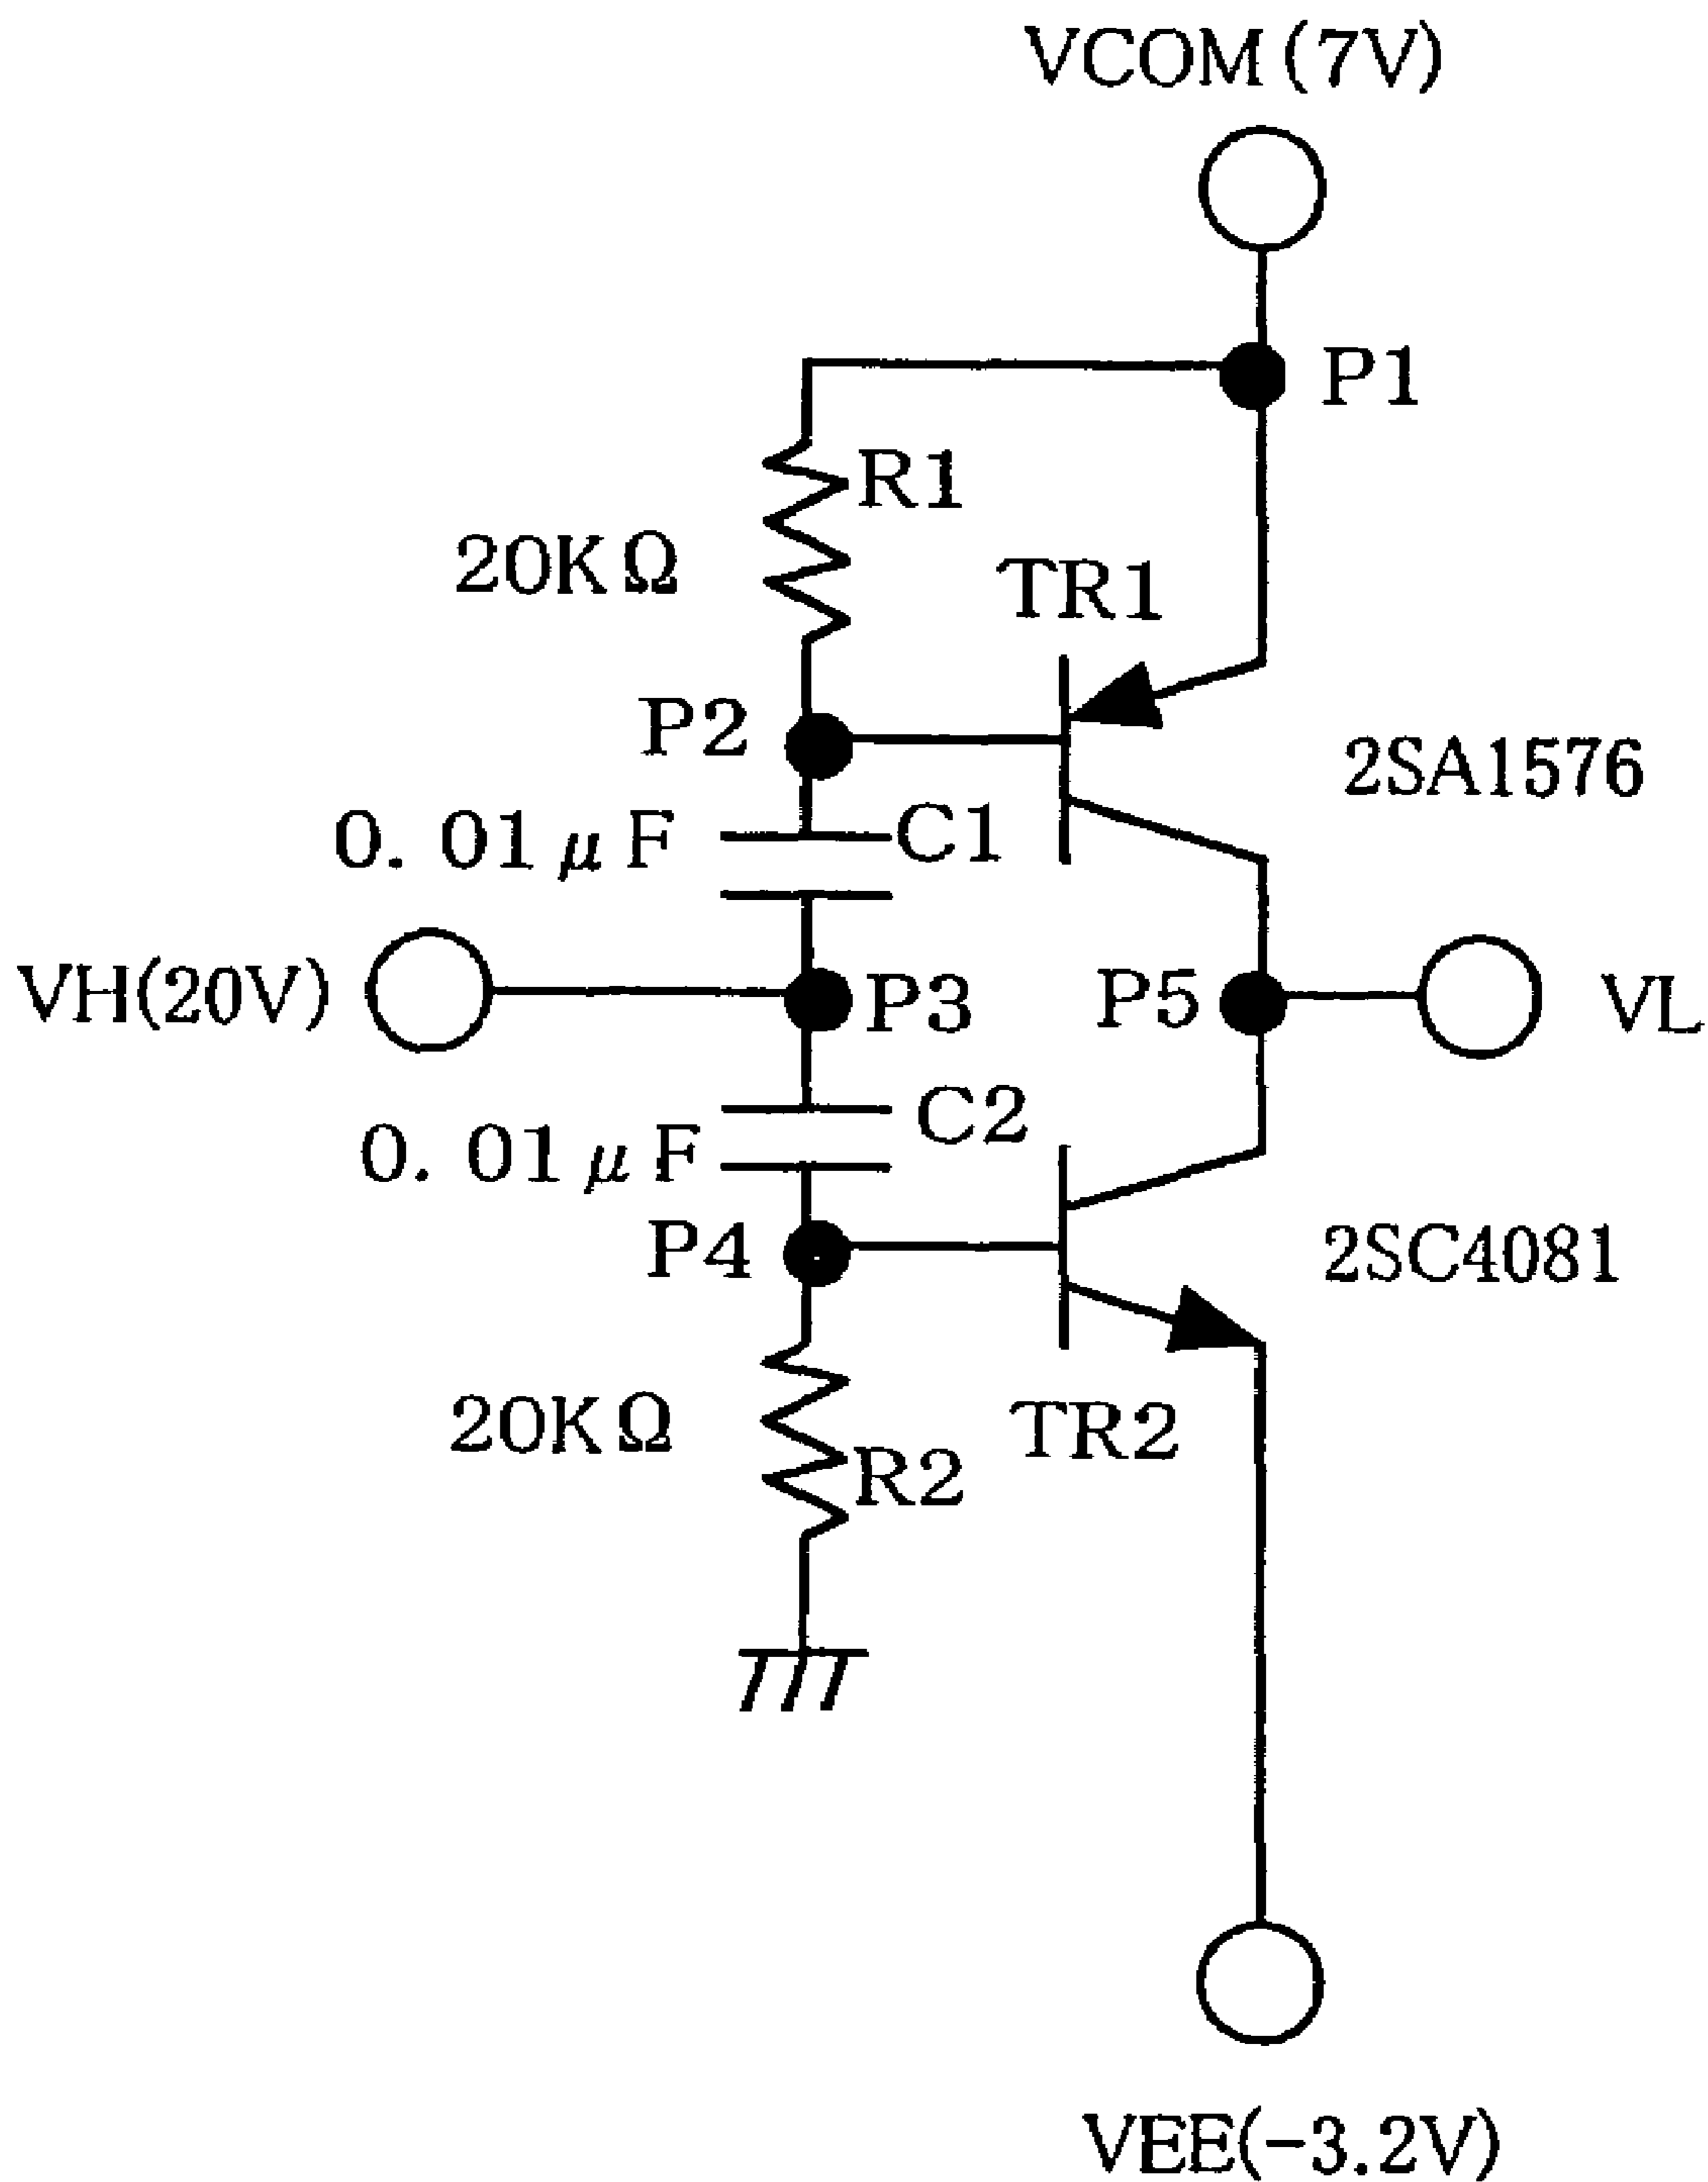 VCOM(7V)
P1
R1
20KΩ
TR1
P2
2SA1576
0. 01μF
C1
VH(20V)
P3
P5
VL
C2
0. 01μF
P4
2SC4081
20KΩ
TR2
R2
VEE(-3.2V)